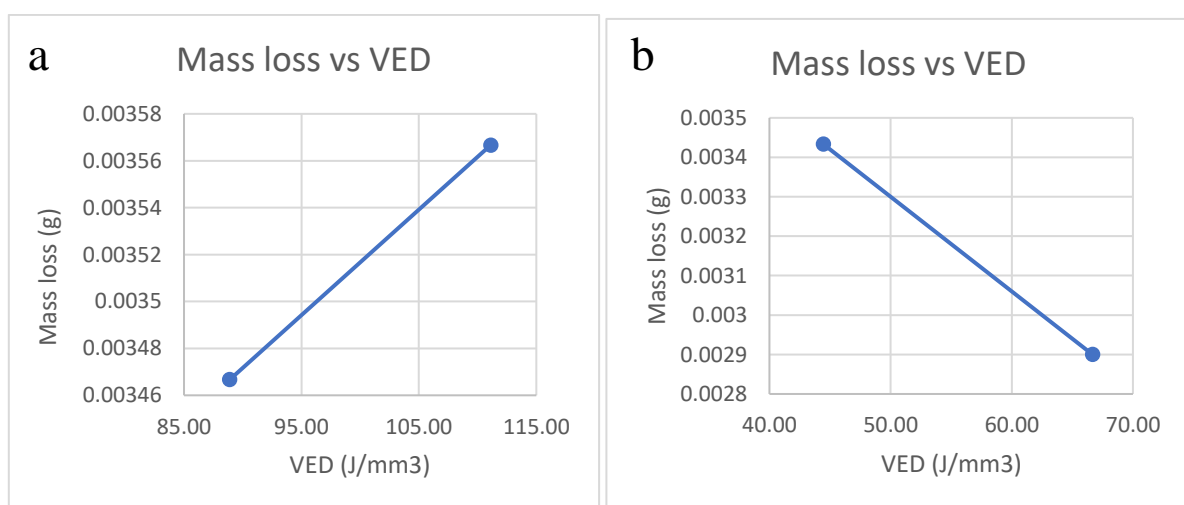 a
Mass loss vs VED
0.00358
0.00356
0.00354
0.00352
0.0035
0.00348
0.00346
Mass loss (g)
85.00 95.00 105.00 115.00
VED (J/mm3)
b
Mass loss vs VED
0.0035
0.0034
0.0033
0.0032
0.0031
0.003
0.0029
0.0028
Mass loss (g)
40.00 50.00 60.00 70.00
VED (J/mm3)